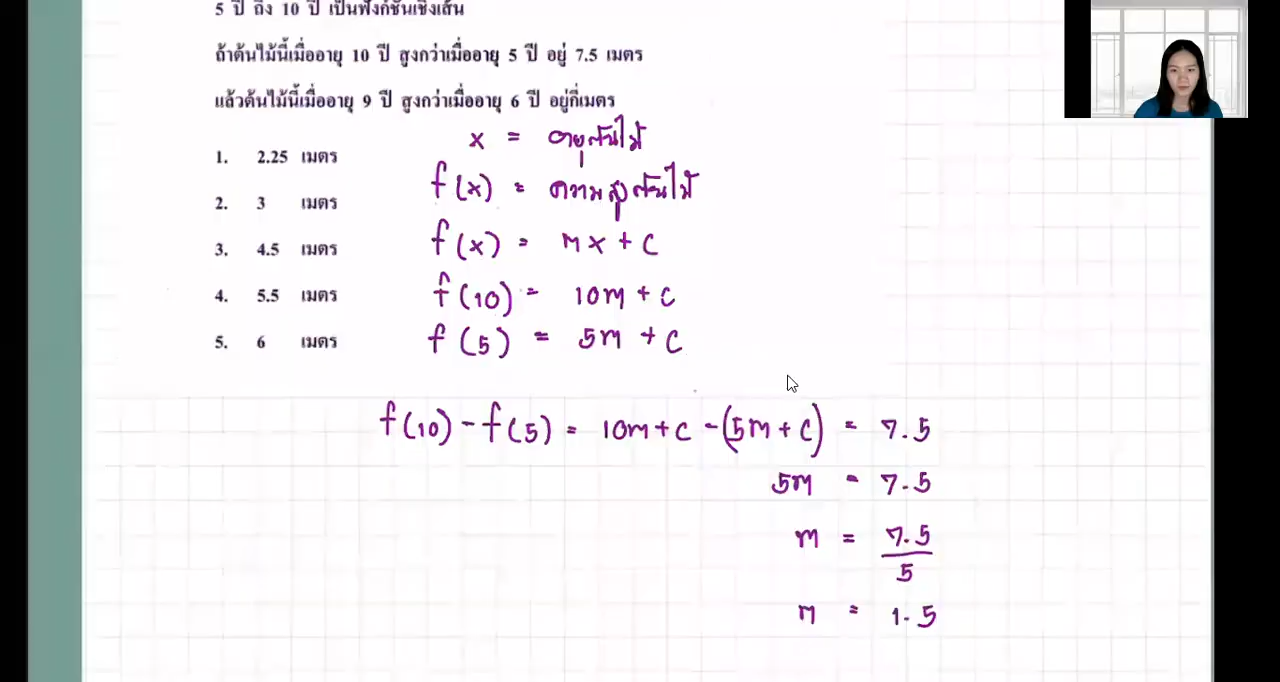 5 ปี ถึง 10 ปี เป็นฟังก์ชันเชิงเส้น
ถ้าต้นไม้นี้เมื่ออายุ 10 ปี สูงกว่าเมื่ออายุ 5 ปี อยู่ 7.5 เมตร
แล้วต้นไม้นี้เมื่ออายุ 9 ปี สูงกว่าเมื่ออายุ 6 ปี อยู่กี่เมตร
x = อายุต้นไม้
1. 2.25 เมตร
f(x) = ความสูงต้นไม้
2. 3 เมตร
f(x) = mx + c
3. 4.5 เมตร
f(10) = 10m + c
4. 5.5 เมตร
f(5) = 5m + c
5. 6 เมตร
f(10) - f(5) = 10m + c - (5m + c) = 7.5
5m = 7.5
m = 7.5/5
m = 1.5